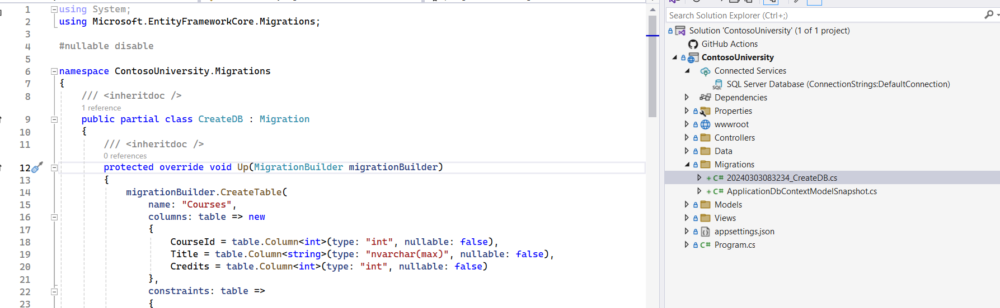 1 using System;
2 using Microsoft.EntityFrameworkCore.Migrations;
3
4 #nullable disable
5
6 namespace ContosoUniversity.Migrations
7 {
8 /// <inheritdoc />
1 reference
9 public partial class CreateDB : Migration
10 {
11 /// <inheritdoc />
0 references
12 protected override void Up(MigrationBuilder migrationBuilder)
13 {
14 migrationBuilder.CreateTable(
15 name: "Courses",
16 columns: table => new
17 {
18 CourseId = table.Column<int>(type: "int", nullable: false),
19 Title = table.Column<string>(type: "nvarchar(max)", nullable: false),
20 Credits = table.Column<int>(type: "int", nullable: false)
21 },
22 constraints: table =>
23 {
Search Solution Explorer (Ctrl+;)
Solution 'ContosoUniversity' (1 of 1 project)
GitHub Actions
ContosoUniversity
Connected Services
SQL Server Database (ConnectionStrings:DefaultConnection)
Dependencies
Properties
wwwroot
Controllers
Data
Migrations
C# 20240303083234_CreateDB.cs
C# ApplicationDbContextModelSnapshot.cs
Models
Views
appsettings.json
C# Program.cs